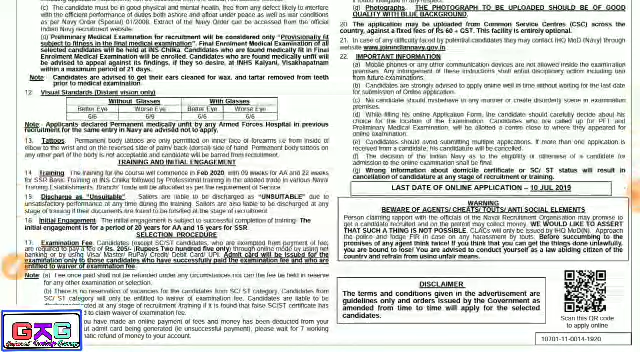 (c) The candidate must be in good physical and mental health, free from any defect likely to interfere
with the efficient performance of duties both ashore and afloat under peace as well as war conditions
as per Navy Order (Special) 01/2008. Extract of the Navy Order can be accessed from the official
Indian Navy recruitment website.
Preliminary Medical Examination for recruitment will be considered only "Provisionally fit
subject to fitness in the final medical examination". Final Enrolment Medical Examination of all
selected candidates will be held at INS Chilka. Candidates who are found medically fit in Final
Enrolment Medical Examination will be enrolled. Candidates who are found medically unfit will
be advised to appeal against its findings, if they so desire, at INHS Kalyani, Visakhapatnam
within a maximum period of 21 days.
Note: Candidates are advised to get their ears cleaned for wax, and tartar removed from teeth
prior to medical examination.
12. Visual Standards (Distant vision only)
Without Glasses With Glasses
Better Eye Worse Eye Better Eye Worse Eye
6/6 6/9 6/6 6/6
Note - Applicants declared Permanent medically unfit by any Armed Forces Hospital in previous
recruitment for the same entry in Navy are advised not to apply.
13. Tattoos. Permanent body tattoos are only permitted on inner face of forearms i.e from inside of
elbow to the wrist and on the reversed side of palm/ back (dorsal) side of hand. Permanent body tattoos on
any other part of the body is not acceptable and candidate will be barred from recruitment.
TRAINING AND INITIAL ENGAGEMENT
14. Training. The training for the course will commence in Feb 2020, with 09 weeks for AA and 22 weeks
for SSR Basic Training at INS Chilka followed by Professional training in the allotted trade in various Naval
Training Establishments. Branch/ Trade will be allocated as per the requirement of Service.
15. Discharge as "Unsuitable". Sailors are liable to be discharged as "UNSUITABLE" due to
unsatisfactory performance at any time during the training. Sailors are also liable to be discharged at any
stage of training if their documents are found to be falsified at the stage of recruitment.
16. Initial Engagement. The initial engagement is subject to successful completion of training. The
initial engagement is for a period of 20 years for AA and 15 years for SSR.
SELECTION PROCEDURE
17. Examination Fee. Candidates (except SC/ST candidates, who are exempted from payment of fee)
are required to pay a fee of Rs. 205/- (Rupees Two hundred five only) through online mode by using net
banking or by using Visa/ Master/ RuPay Credit/ Debit Card/ UPI. Admit card will be issued for the
examination only to those candidates who have successfully paid the examination fee and who are
entitled to waiver of examination fee.
Note: (a) Fee once paid shall not be refunded under any circumstances nor can the fee be held in reserve
for any other examination or selection.
(b) There is no reservation of vacancies for the candidates from SC/ ST category. Candidates from
SC/ ST category will only be entitled to waiver of examination fee. Candidates are liable to be
at any stage of recruitment /training if it is found that false SC/ST certificate has
d to claim waiver of examination fee.
ou have made an online payment of fees and money has been deducted from your
ut admit card being generated (ie unsuccessful payment), please wait for 7 working
matic refund of money to your account.
GKG
(g) Photographs. THE PHOTOGRAPH TO BE UPLOADED SHOULD BE OF GOOD
QUALITY WITH BLUE BACKGROUND.
20. The application may be uploaded from Common Service Centres (CSC) across the
country, against a fixed fees of Rs 60 + GST. This facility is entirely optional.
21. In case of any difficulty faced by potential candidates they may contact IHQ MoD (Navy) through
website www.joinindiannavy.gov.in
22. IMPORTANT INFORMATION
(a) Mobile phones or any other communication devices are not allowed inside the examination
premises. Any infringement of these instructions shall entail disciplinary action including ban
from future examinations.
(b) Candidates are strongly advised to apply online well in time without waiting for the last date
for submission of Online application.
(c) No candidate should misbehave in any manner or create disorderly scene in examination
premises.
(d) While filling his online Application Form, the candidate should carefully decide about his
choice for the location of the Examination. Candidates who are called up for PFT and
Preliminary Medical Examination, will be allotted a centre close to where they appeared for
online examination.
(e) Candidates should avoid submitting multiple applications. If more than one application is
received from a candidate, his candidature will be cancelled.
(f) The decision of the Indian Navy as to the eligibility or otherwise of a candidate for
admission to the online examination shall be final.
(g) Wrong information about domicile certificate or SC/ ST status will result in
cancellation of candidature at any stage of recruitment or training.
LAST DATE OF ONLINE APPLICATION – 10 JUL 2019
WARNING
BEWARE OF AGENTS/CHEATS/TOUTS/ANTI SOCIAL ELEMENTS
Person claiming rapport with the officials of the Naval Recruitment Organisation may promise to
get a candidate recruited and on that pretext may collect money. WE WOULD LIKE TO ASSERT
THAT SUCH A THING IS NOT POSSIBLE. Call-ups will only be issued by IHQ MoD(N). Approach
the police and lodge FIR in case of any harassment by touts. Before succumbing to the
promises of any agent think twice! If you think that you can get the things done unlawfully,
you are bound to lose! You are advised to conduct yourself as a law abiding citizen of the
country and refrain from using unfair means.
DISCLAIMER
The terms and conditions given in the advertisement are
guidelines only and orders issued by the Government as
amended from time to time will apply for the selected
candidates.
Scan this QR code
to apply online
10701-11-0014-1920